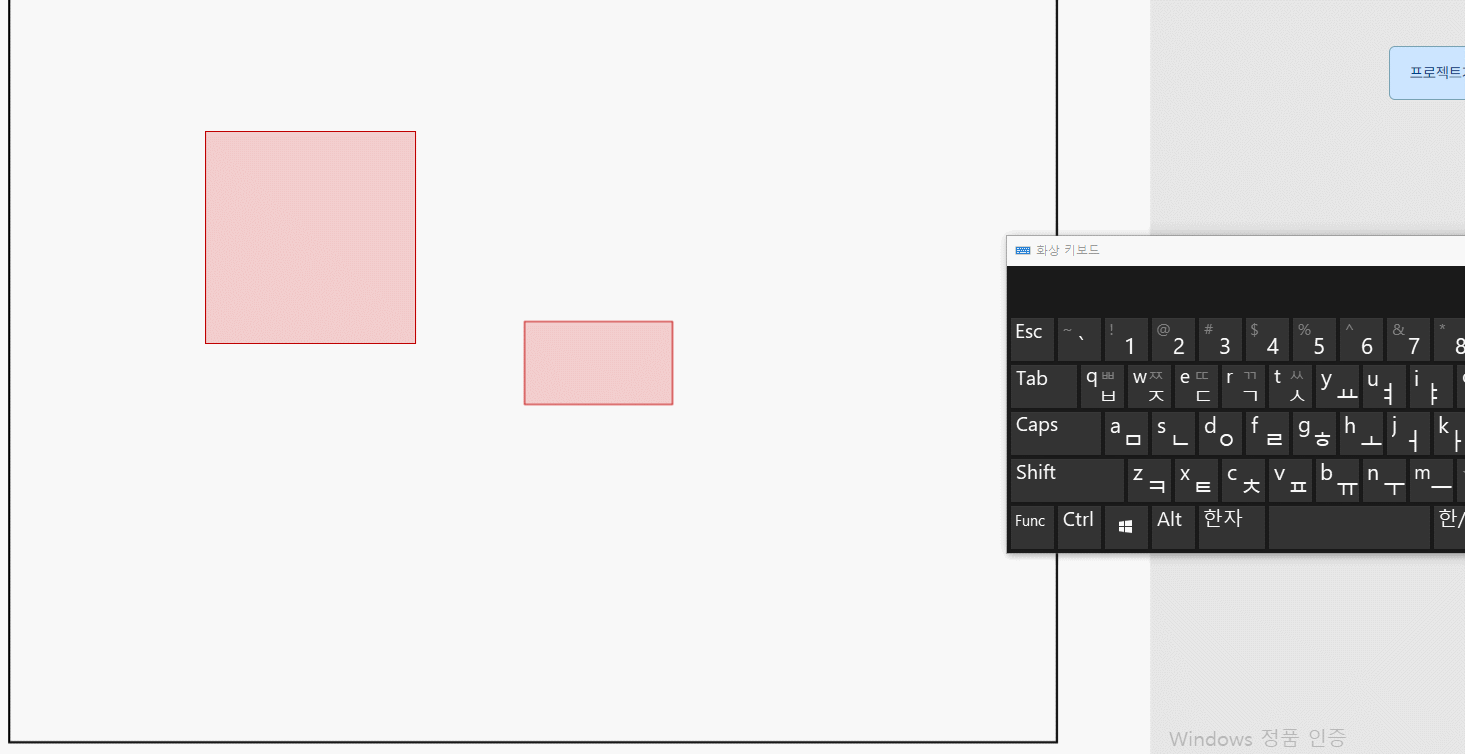 프로젝트
화상 키보드
Esc ~ ` ! 1 @ 2 # 3 $ 4 % 5 ^ 6 & 7 * 8
Tab q ㅃ ㅂ w ㅉ ㅈ e ㄸ ㄷ r ㄲ ㄱ t ㅆ ㅅ y ㅛ u ㅕ i ㅑ
Caps a ㅁ s ㄴ d ㅇ f ㄹ g ㅎ h ㅗ j ㅓ k ㅏ
Shift z ㅋ x ㅌ c ㅊ v ㅍ b ㅠ n ㅜ m ㅡ
Func Ctrl Alt 한자 한/
Windows 정품 인증